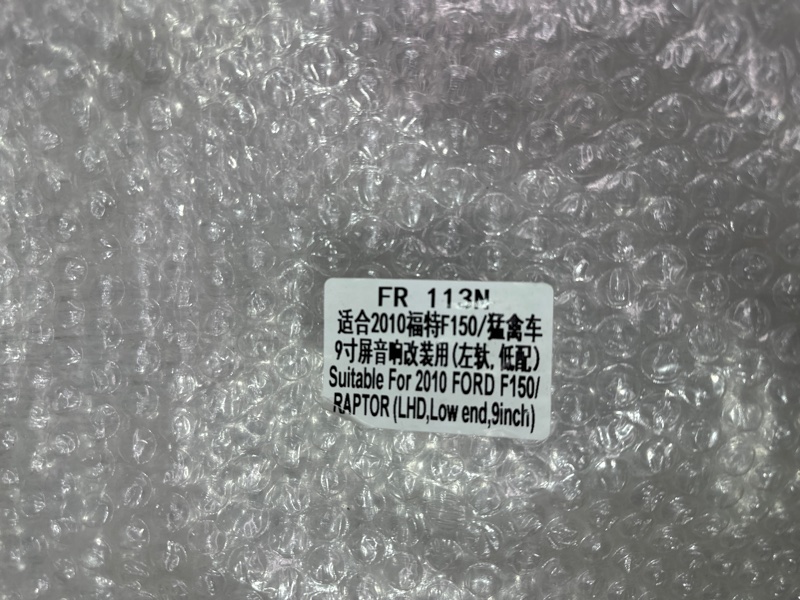 FR 113N
适合2010福特F150/猛禽车
9寸屏音响改装用(左钛, 低配)
Suitable For 2010 FORD F150/
RAPTOR (LHD,Low end,9inch)